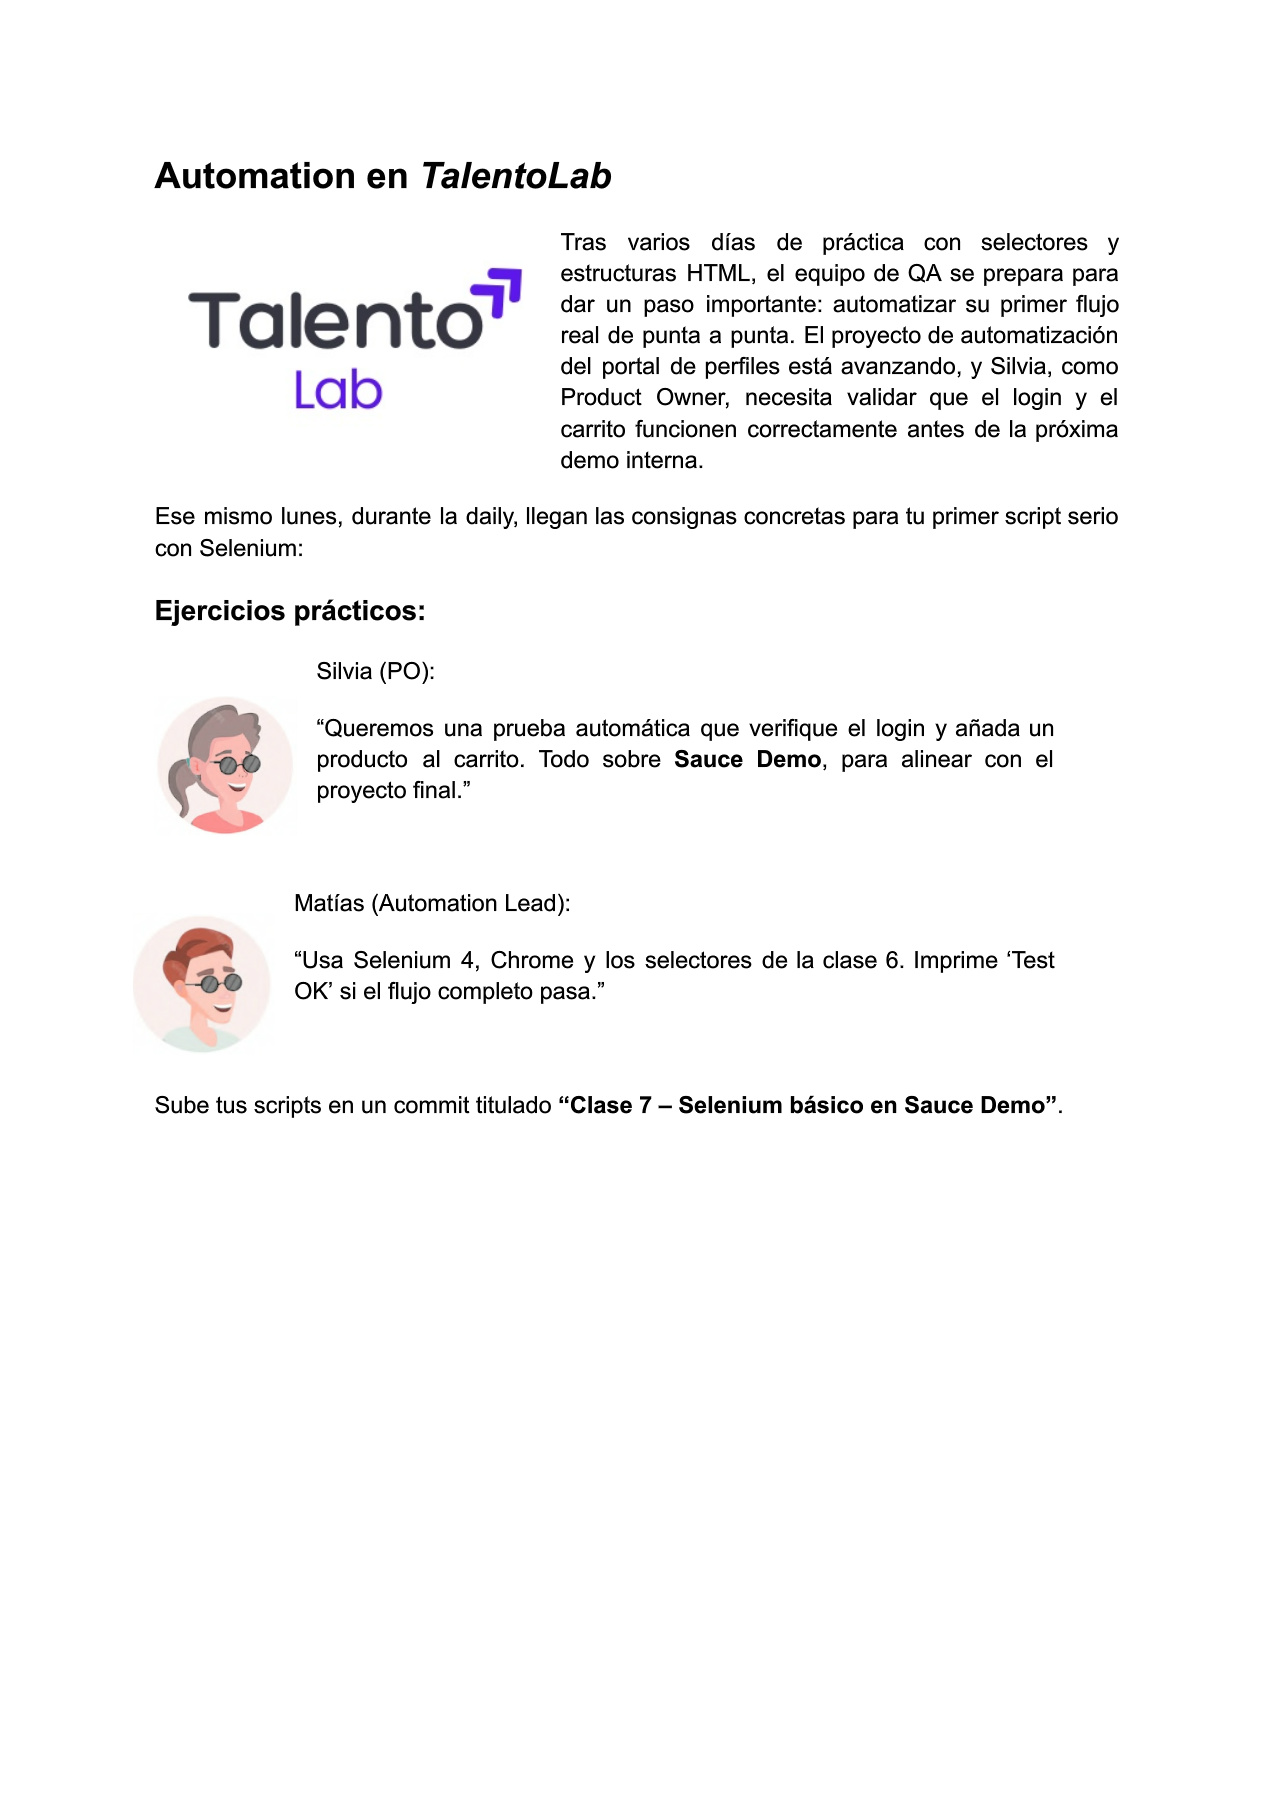 Automation en TalentoLab
Talento
Lab
Tras varios días de práctica con selectores y
estructuras HTML, el equipo de QA se prepara para
dar un paso importante: automatizar su primer flujo
real de punta a punta. El proyecto de automatización
del portal de perfiles está avanzando, y Silvia, como
Product Owner, necesita validar que el login y el
carrito funcionen correctamente antes de la próxima
demo interna.
Ese mismo lunes, durante la daily, llegan las consignas concretas para tu primer script serio
con Selenium:
Ejercicios prácticos:
Silvia (PO):
“Queremos una prueba automática que verifique el login y añada un
producto al carrito. Todo sobre Sauce Demo, para alinear con el
proyecto final.”
Matías (Automation Lead):
“Usa Selenium 4, Chrome y los selectores de la clase 6. Imprime ‘Test
OK’ si el flujo completo pasa.”
Sube tus scripts en un commit titulado “Clase 7 – Selenium básico en Sauce Demo”.